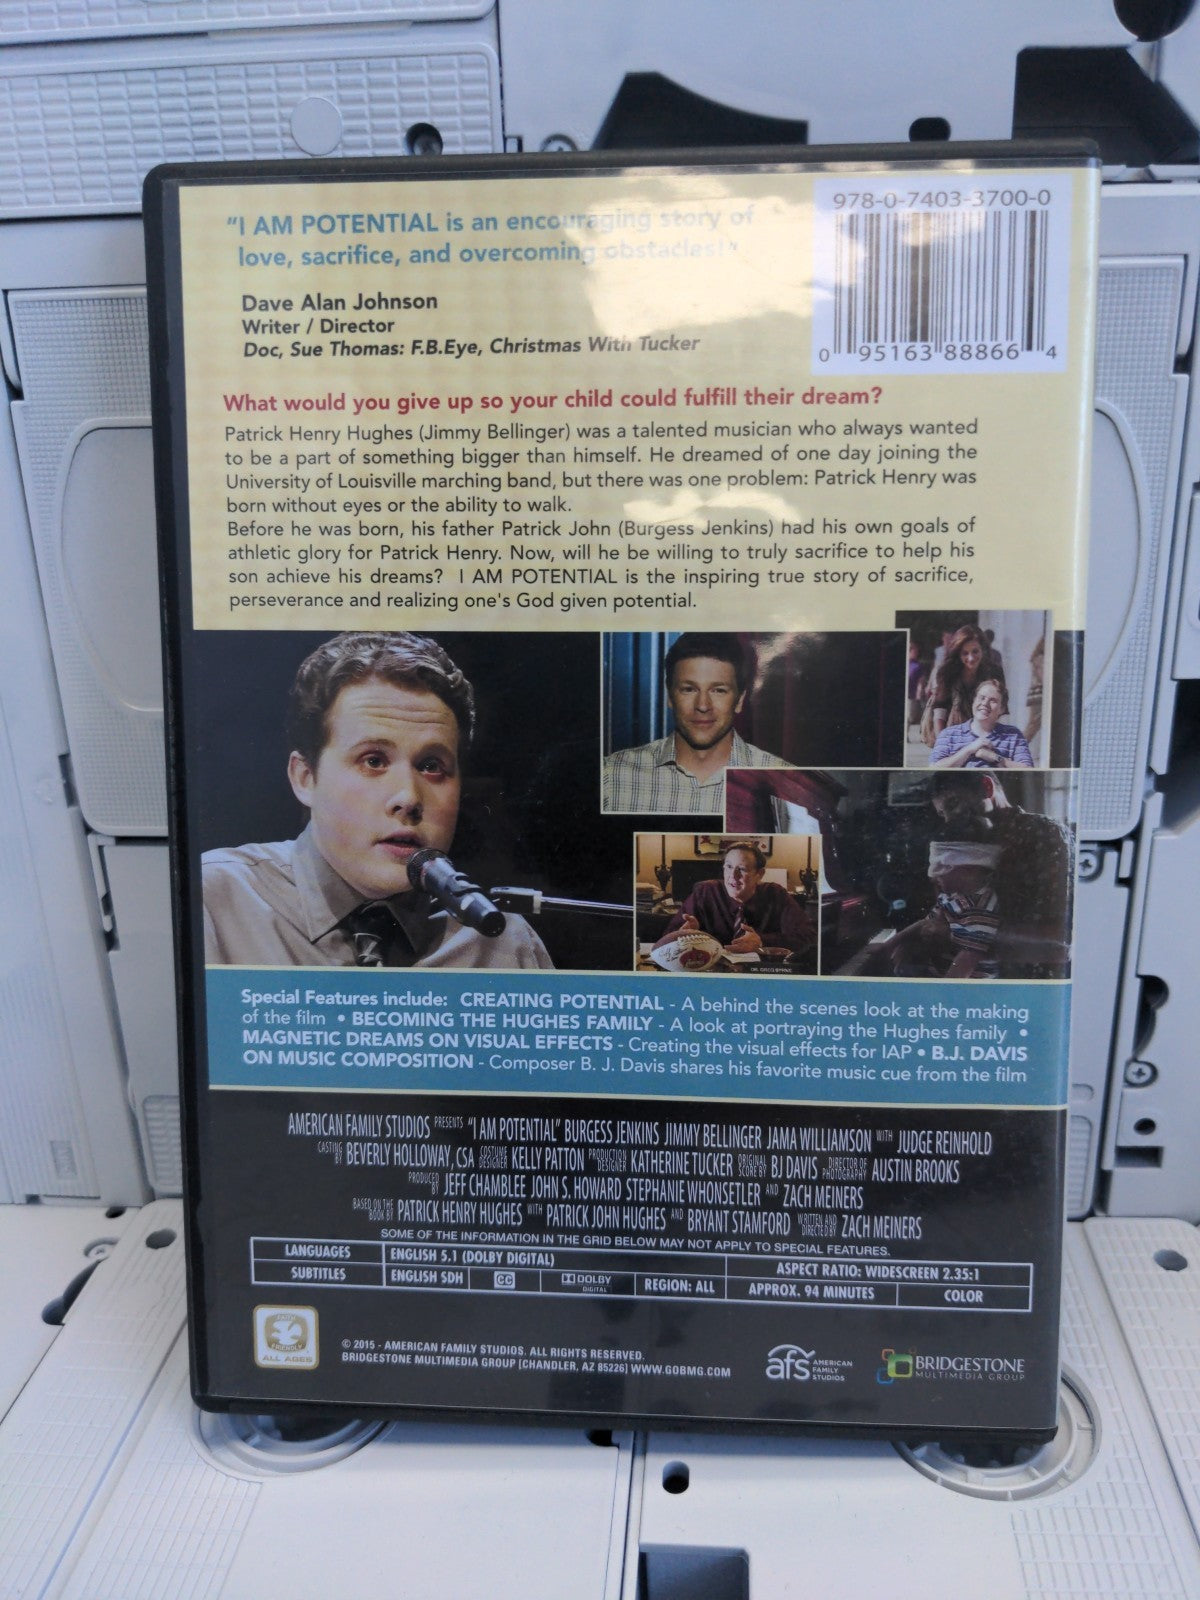 "I AM POTENTIAL is an encouraging story of
love, sacrifice, and overcoming obstacles!"
Dave Alan Johnson
Writer / Director
Doc, Sue Thomas: F.B.Eye, Christmas With Tucker
978-0-7403-3700-0
0 95163 88866 4
What would you give up so your child could fulfill their dream?
Patrick Henry Hughes (Jimmy Bellinger) was a talented musician who always wanted
to be a part of something bigger than himself. He dreamed of one day joining the
University of Louisville marching band, but there was one problem: Patrick Henry was
born without eyes or the ability to walk.
Before he was born, his father Patrick John (Burgess Jenkins) had his own goals of
athletic glory for Patrick Henry. Now, will he be willing to truly sacrifice to help his
son achieve his dreams? I AM POTENTIAL is the inspiring true story of sacrifice,
perseverance and realizing one's God given potential.
DR. GREG BYRNE
Special Features include: CREATING POTENTIAL - A behind the scenes look at the making
of the film • BECOMING THE HUGHES FAMILY - A look at portraying the Hughes family •
MAGNETIC DREAMS ON VISUAL EFFECTS - Creating the visual effects for IAP • B.J. DAVIS
ON MUSIC COMPOSITION - Composer B. J. Davis shares his favorite music cue from the film
AMERICAN FAMILY STUDIOS PRESENTS "I AM POTENTIAL" BURGESS JENKINS JIMMY BELLINGER JAMA WILLIAMSON WITH JUDGE REINHOLD
CASTING BY BEVERLY HOLLOWAY, CSA COSTUME DESIGNER KELLY PATTON PRODUCTION DESIGNER KATHERINE TUCKER ORIGINAL SCORE BY BJ DAVIS DIRECTOR OF PHOTOGRAPHY AUSTIN BROOKS
PRODUCED BY JEFF CHAMBLEE JOHN S. HOWARD STEPHANIE WHONSETLER AND ZACH MEINERS
BASED ON THE BOOK BY PATRICK HENRY HUGHES WITH PATRICK JOHN HUGHES AND BRYANT STAMFORD WRITTEN AND DIRECTED BY ZACH MEINERS
SOME OF THE INFORMATION IN THE GRID BELOW MAY NOT APPLY TO SPECIAL FEATURES.
LANGUAGES ENGLISH 5.1 (DOLBY DIGITAL) ASPECT RATIO: WIDESCREEN 2.35:1
SUBTITLES ENGLISH SDH CC DOLBY DIGITAL REGION: ALL APPROX. 94 MINUTES COLOR
FAITH
FRIENDLY
ALL AGES
© 2015 - AMERICAN FAMILY STUDIOS. ALL RIGHTS RESERVED.
BRIDGESTONE MULTIMEDIA GROUP [CHANDLER, AZ 85226] WWW.GOBMG.COM
afs AMERICAN
FAMILY
STUDIOS
BRIDGESTONE
MULTIMEDIA GROUP